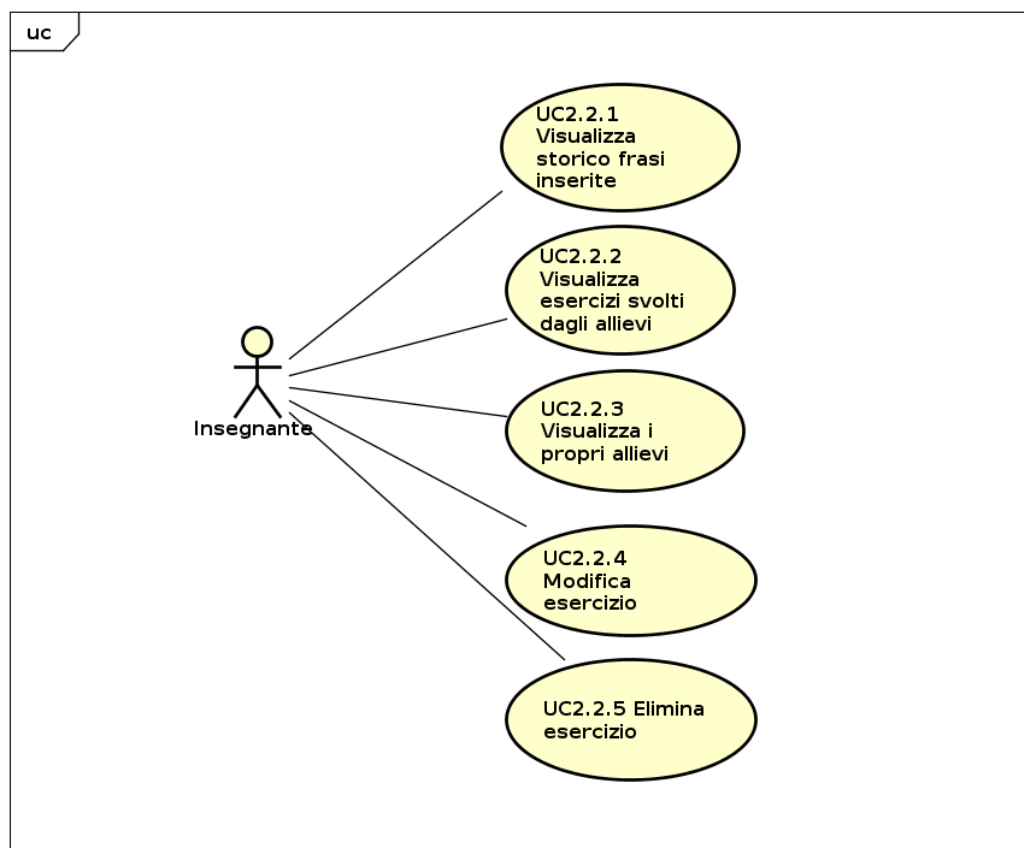 uc
UC2.2.1
Visualizza
storico frasi
inserite
UC2.2.2
Visualizza
esercizi svolti
dagli allievi
Insegnante
UC2.2.3
Visualizza i
propri allievi
UC2.2.4
Modifica
esercizio
UC2.2.5 Elimina
esercizio